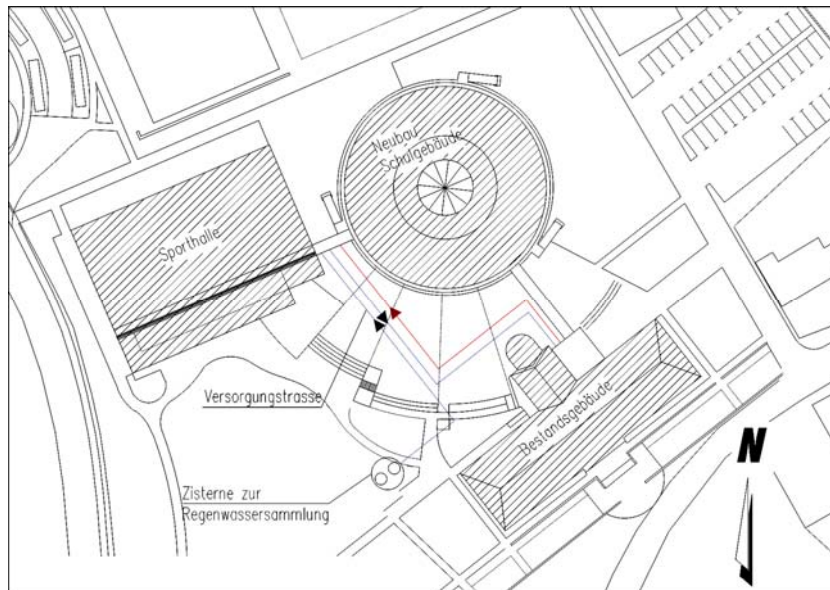 Neubau
Schulgebäude
Sporthalle
Versorgungstrasse
Bestandsgebäude
N
Zisterne zur
Regenwassersammlung